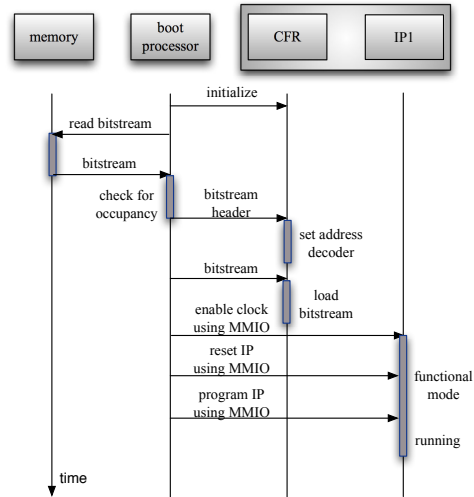 memory
boot
processor
CFR
IP1
initialize
read bitstream
bitstream
check for
occupancy
bitstream
header
set address
decoder
bitstream
load
bitstream
enable clock
using MMIO
reset IP
using MMIO
functional
mode
program IP
using MMIO
running
time